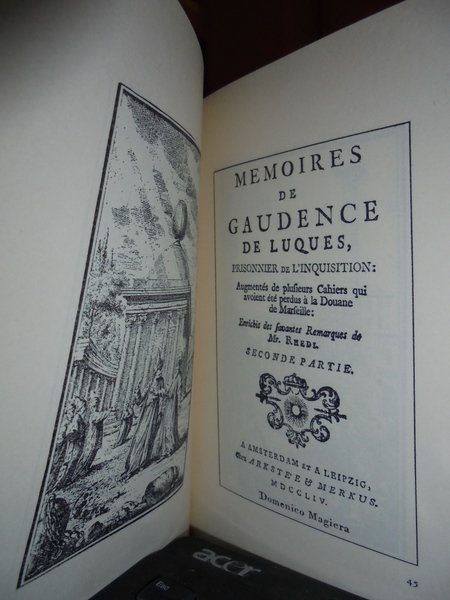 MEMOIRES
DE
GAUDENCE
DE LUQUES,
PRISONNIER DE L'INQUISITION:
Augmentés de plusieurs Cahiers qui
avoient été perdus à la Douane
de Marseille:
Enrichis des savantes Remarques de
Mr. RHEDI.
SECONDE PARTIE.
A AMSTERDAM ET A LEIPZIG,
Chez ARKSTÉE & MERKUS.
MDCCLIV.
Domenico Magiera
45
acer
End